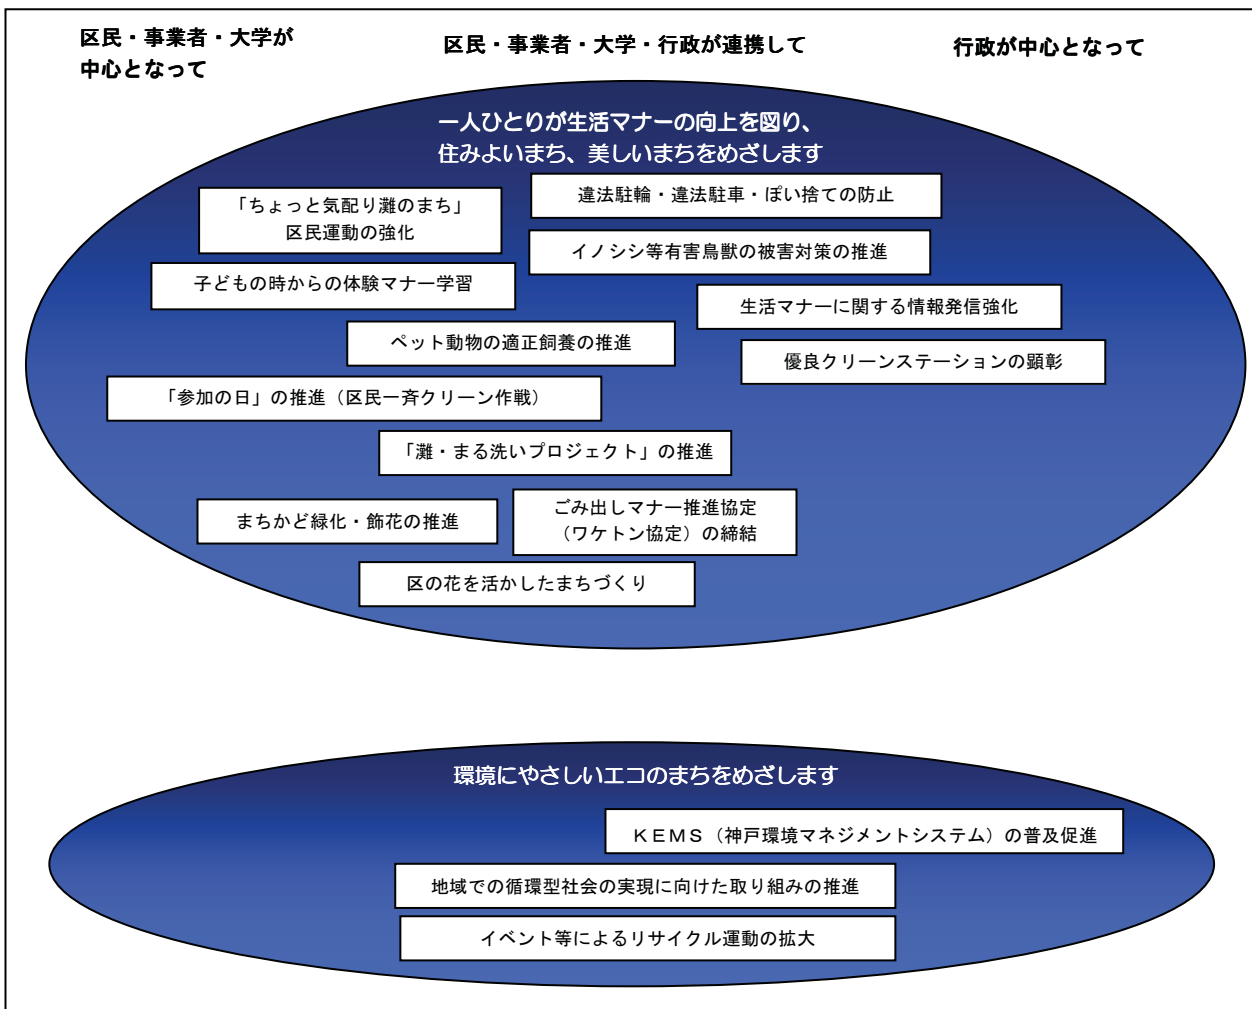 区民・事業者・大学が
中心となって
区民・事業者・大学・行政が連携して
行政が中心となって
一人ひとりが生活マナーの向上を図り、
住みよいまち、美しいまちをめざします
「ちょっと気配り灘のまち」
区民運動の強化
違法駐輪・違法駐車・ぽい捨ての防止
イノシシ等有害鳥獣の被害対策の推進
子どもの時からの体験マナー学習
生活マナーに関する情報発信強化
ペット動物の適正飼養の推進
優良クリーンステーションの顕彰
「参加の日」の推進（区民一斉クリーン作戦）
「灘・まる洗いプロジェクト」の推進
まちかど緑化・飾花の推進
ごみ出しマナー推進協定
（ワケトン協定）の締結
区の花を活かしたまちづくり
環境にやさしいエコのまちをめざします
ＫＥＭＳ（神戸環境マネジメントシステム）の普及促進
地域での循環型社会の実現に向けた取り組みの推進
イベント等によるリサイクル運動の拡大